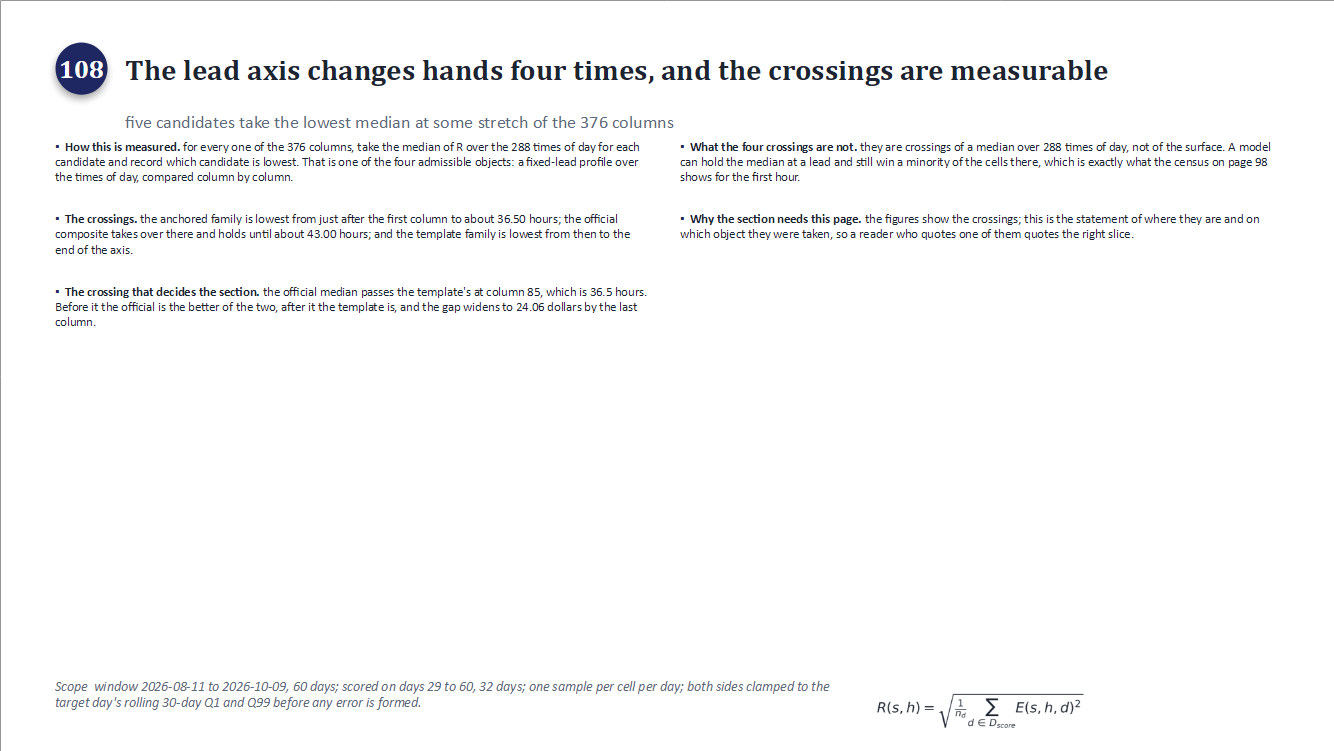 108
The lead axis changes hands four times, and the crossings are measurable
five candidates take the lowest median at some stretch of the 376 columns
▪ How this is measured. for every one of the 376 columns, take the median of R over the 288 times of day for each
candidate and record which candidate is lowest. That is one of the four admissible objects: a fixed-lead profile over
the times of day, compared column by column.
▪ The crossings. the anchored family is lowest from just after the first column to about 36.50 hours; the official
composite takes over there and holds until about 43.00 hours; and the template family is lowest from then to the
end of the axis.
▪ The crossing that decides the section. the official median passes the template's at column 85, which is 36.5 hours.
Before it the official is the better of the two, after it the template is, and the gap widens to 24.06 dollars by the last
column.
▪ What the four crossings are not. they are crossings of a median over 288 times of day, not of the surface. A model
can hold the median at a lead and still win a minority of the cells there, which is exactly what the census on page 98
shows for the first hour.
▪ Why the section needs this page. the figures show the crossings; this is the statement of where they are and on
which object they were taken, so a reader who quotes one of them quotes the right slice.
Scope window 2026-08-11 to 2026-10-09, 60 days; scored on days 29 to 60, 32 days; one sample per cell per day; both sides clamped to the
target day's rolling 30-day Q1 and Q99 before any error is formed.
R(s, h) = √ 1/n_d ∑ d ∈ D_score E(s, h, d)²